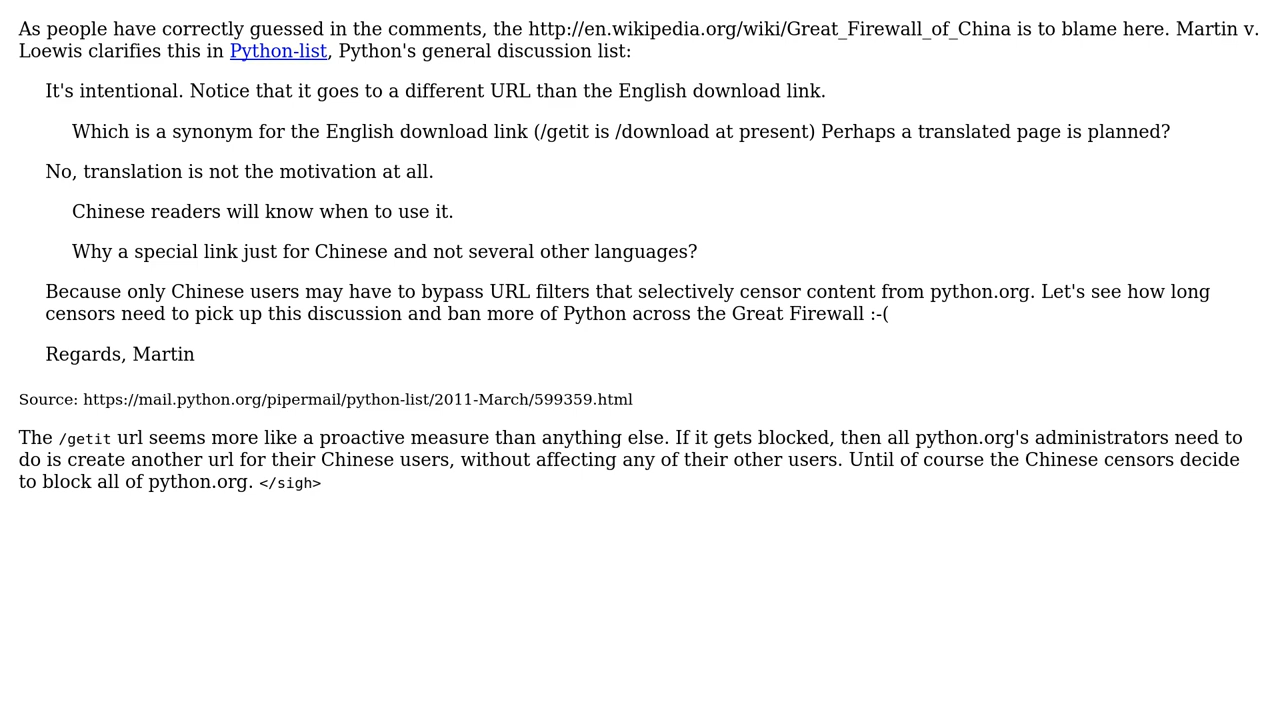 As people have correctly guessed in the comments, the http://en.wikipedia.org/wiki/Great_Firewall_of_China is to blame here. Martin v.
Loewis clarifies this in Python-list, Python's general discussion list:
It's intentional. Notice that it goes to a different URL than the English download link.
Which is a synonym for the English download link (/getit is /download at present) Perhaps a translated page is planned?
No, translation is not the motivation at all.
Chinese readers will know when to use it.
Why a special link just for Chinese and not several other languages?
Because only Chinese users may have to bypass URL filters that selectively censor content from python.org. Let's see how long
censors need to pick up this discussion and ban more of Python across the Great Firewall :-(
Regards, Martin
Source: https://mail.python.org/pipermail/python-list/2011-March/599359.html
The /getit url seems more like a proactive measure than anything else. If it gets blocked, then all python.org's administrators need to
do is create another url for their Chinese users, without affecting any of their other users. Until of course the Chinese censors decide
to block all of python.org. </sigh>